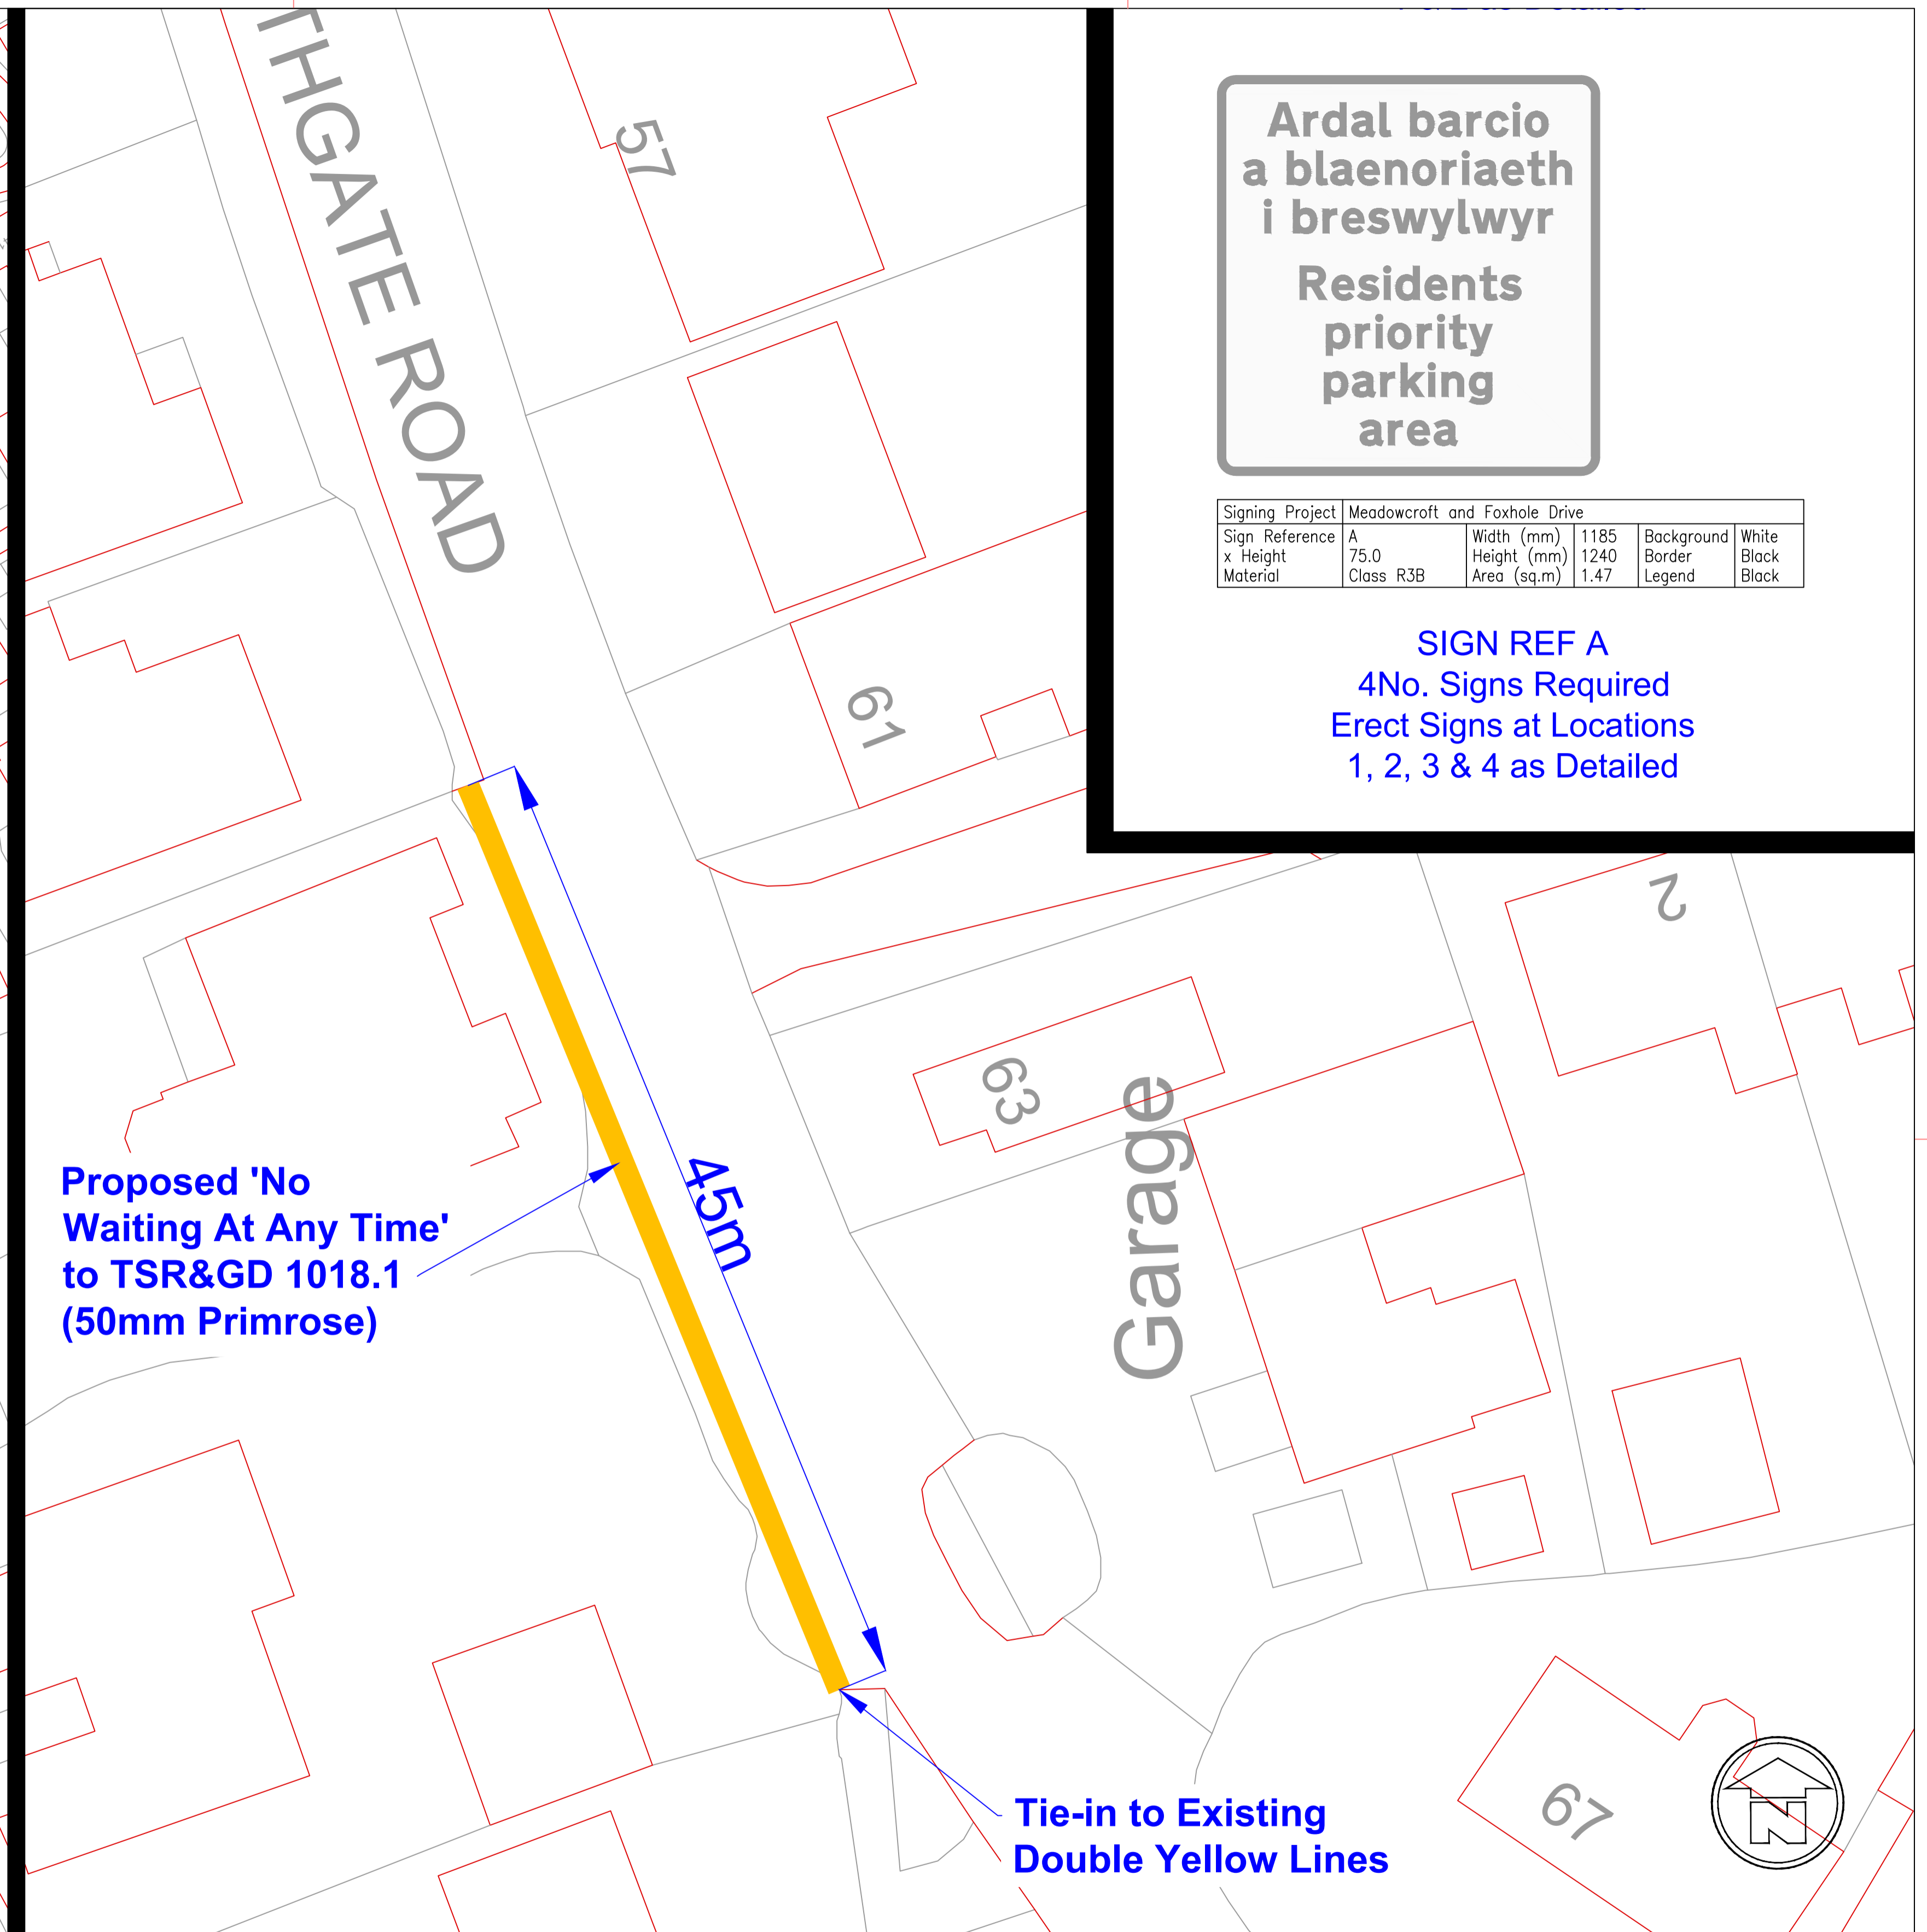 THGATE ROAD
57
61
63
Garage
2
67
45m
Proposed 'No
Waiting At Any Time'
to TSR&GD 1018.1
(50mm Primrose)
Tie-in to Existing
Double Yellow Lines
N
Ardal barcio
a blaenoriaeth
i breswylwyr
Residents
priority
parking
area
Signing Project Meadowcroft and Foxhole Drive
Sign Reference A Width (mm) 1185 Background White
x Height 75.0 Height (mm) 1240 Border Black
Material Class R3B Area (sq.m) 1.47 Legend Black
SIGN REF A
4No. Signs Required
Erect Signs at Locations
1, 2, 3 & 4 as Detailed